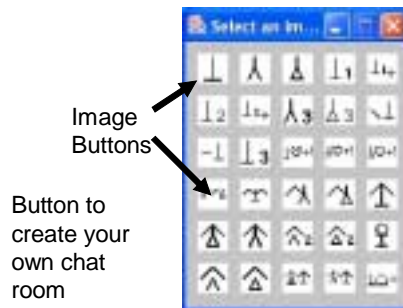 Select an Im...
Image
Buttons
Button to
create your
own chat
room